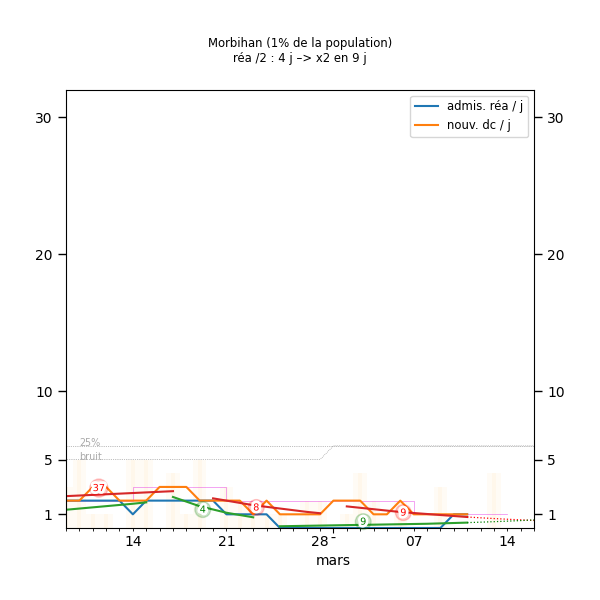 Morbihan (1% de la population)
réa /2 : 4 j –> x2 en 9 j
admis. réa / j
nouv. dc / j
30 30
20 20
10 10
25%
bruit
5 5
37
4
8
9
9
1 1
14 21 28 07 14
mars